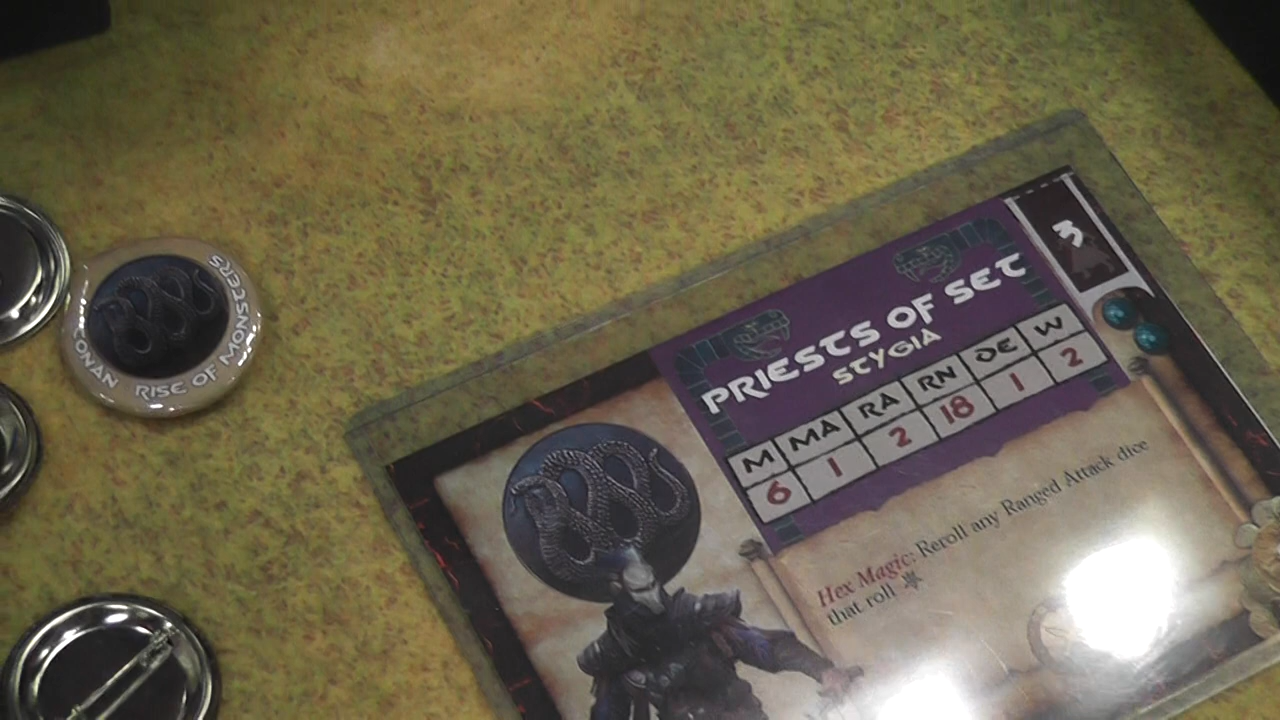 CONAN RISE OF MONSTERS
PRIESTS OF SET
STYGIA
3
M MA RA RN DE W
6 1 2 18 1 2
Hex Magic: Reroll any Ranged Attack dice
that roll